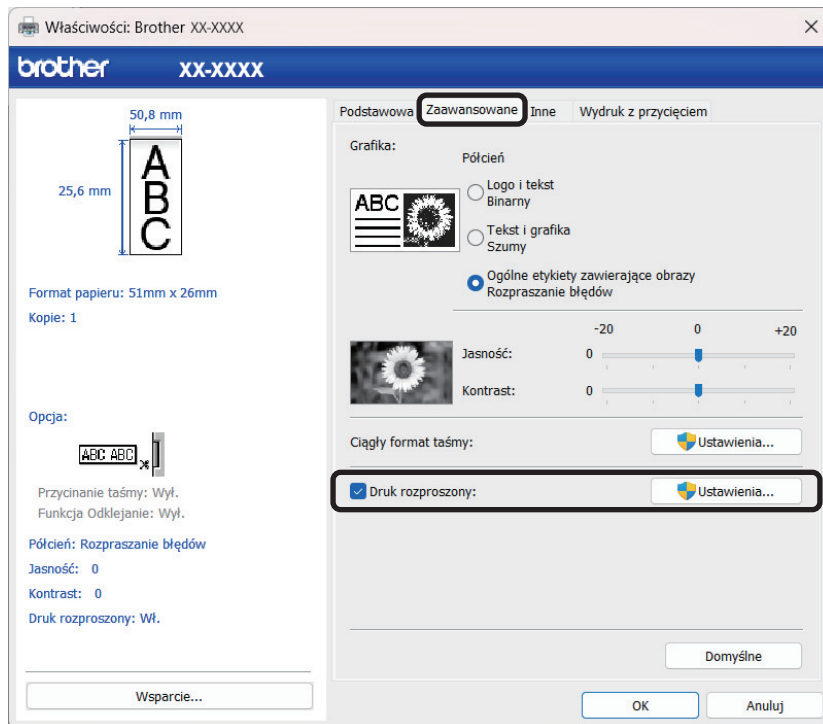 Właściwości: Brother XX-XXXX
brother XX-XXXX
50,8 mm
25,6 mm
A
B
C
Format papieru: 51mm x 26mm
Kopie: 1
Opcja:
ABC ABC
Przycinanie taśmy: Wył.
Funkcja Odklejanie: Wył.
Półcień: Rozpraszanie błędów
Jasność: 0
Kontrast: 0
Druk rozproszony: Wł.
Wsparcie...
Podstawowa Zaawansowane Inne Wydruk z przycięciem
Grafika:
Półcień
ABC
Logo i tekst
Binarny
Tekst i grafika
Szumy
Ogólne etykiety zawierające obrazy
Rozpraszanie błędów
-20 0 +20
Jasność: 0
Kontrast: 0
Ciągły format taśmy: Ustawienia...
Druk rozproszony: Ustawienia...
Domyślne
OK Anuluj